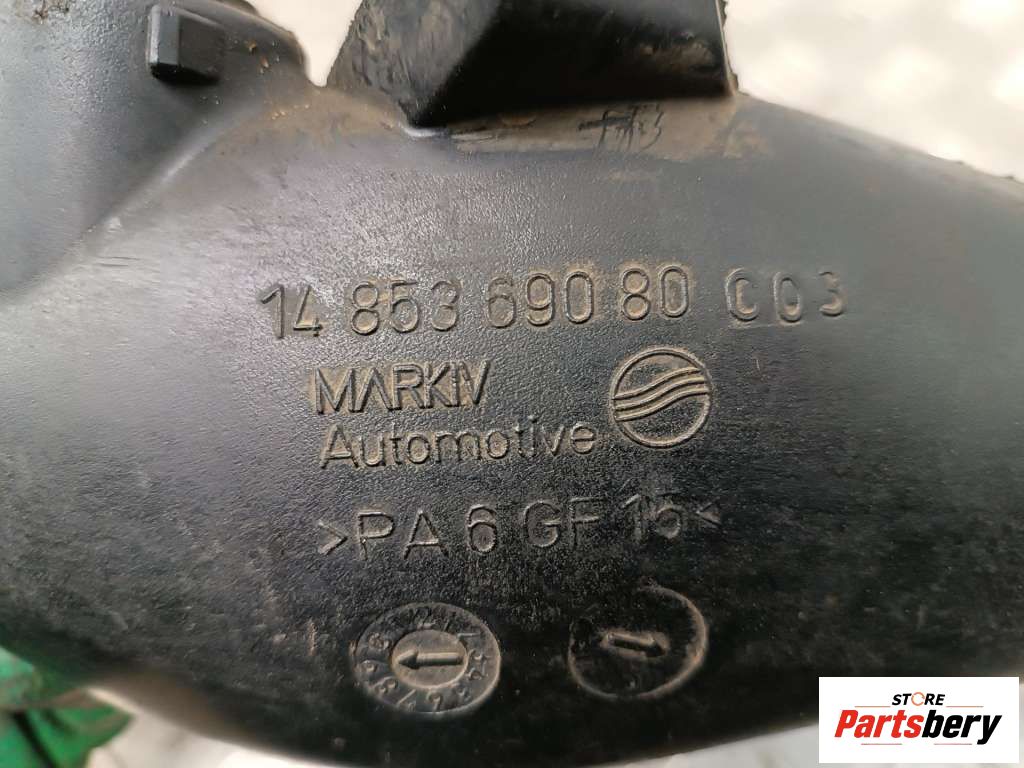 14 853 690 80 C03
MARKIV
Automotive
>PA 6 GF 15<
STORE
Partsbery